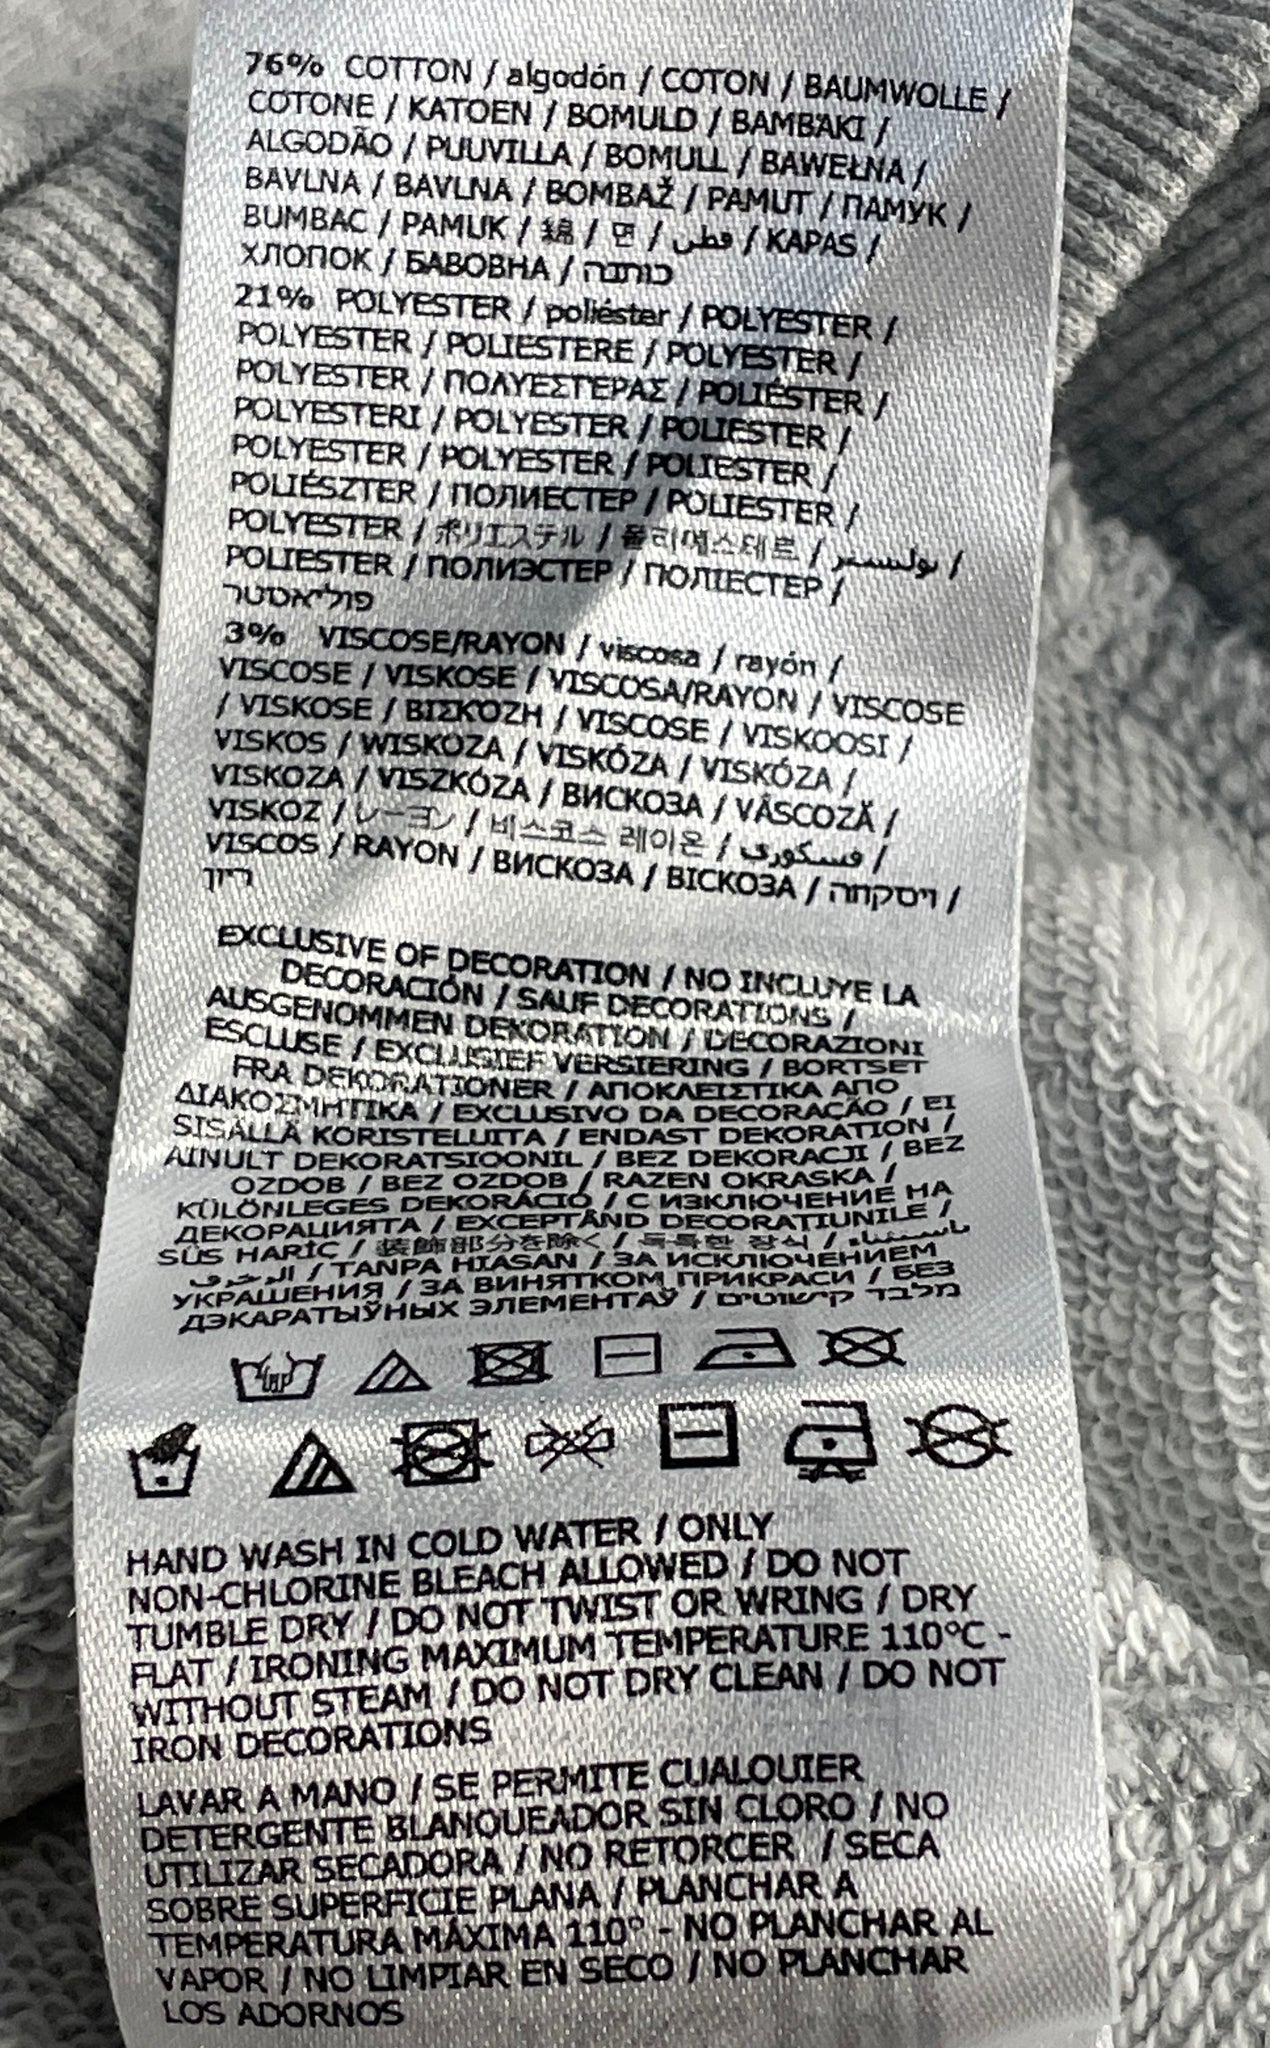 76% COTTON / algodón / COTON / BAUMWOLLE /
COTONE / KATOEN / BOMULD / ΒΑΜΒΆΚΙ /
ALGODÃO / PUUVILLA / BOMULL / BAWEŁNA /
BAVLNA / BAVLNA / BOMBAŽ / PAMUT / ПАМУК /
BUMBAC / PAMUK / 綿 / 면 / قطن / KAPAS /
ХЛОПОК / БАВОВНА / כותנה
21% POLYESTER / poliéster / POLYESTER /
POLYESTER / POLIESTERE / POLYESTER /
POLYESTER / ΠΟΛΥΕΣΤΕΡΑΣ / POLIÉSTER /
POLYESTERI / POLYESTER / POLIESTER /
POLYESTER / POLYESTER / POLIESTER /
POLIÉSZTER / ПОЛИЕСТЕР / POLIESTER /
POLYESTER / ポリエステル / 폴리에스테르 / بوليستر /
POLIESTER / ПОЛИЭСТЕР / ПОЛІЕСТЕР /
פוליאסטר
3% VISCOSE/RAYON / viscosa / rayón /
VISCOSE / VISKOSE / VISCOSA/RAYON / VISCOSE
/ VISKOSE / ΒΙΣΚΌΖΗ / VISCOSE / VISKOOSI /
VISKOS / WISKOZA / VISKÓZA / VISKÓZA /
VISKOZA / VISZKÓZA / ВИСКОЗА / VÂSCOZĂ /
VISKOZ / レーヨン / 비스코스 레이온 / فسكوزي /
VISCOS / RAYON / ВИСКОЗА / ВІСКОЗА / ויסקחה /
ריון
EXCLUSIVE OF DECORATION / NO INCLUYE LA
DECORACIÓN / SAUF DECORATIONS /
AUSGENOMMEN DEKORATION / DECORAZIONI
ESCLUSE / EXCLUSIEF VERSIERING / BORTSET
FRA DEKORATIONER / ΑΠΟΚΛΕΙΣΤΙΚΑ ΑΠΟ
ΔΙΑΚΟΣΜΗΤΙΚΑ / EXCLUSIVO DA DECORAÇÃO / EI
SISÄLLÄ KORISTELUITA / ENDAST DEKORATION /
AINULT DEKORATSIOONIL / BEZ DEKORACJI / BEZ
OZDOB / BEZ OZDOB / RAZEN OKRASKA /
KÜLÖNLEGES DEKORÁCIÓ / С ИЗКЛЮЧЕНИЕ НА
ДЕКОРАЦИЯТА / EXCEPTÂND DECORAŢIUNILE /
SÜS HARİÇ / 装飾部分を除く / 독특한 장식 / باستثناء
الزخرف / TANPA HIASAN / ЗА ИСКЛЮЧЕНИЕМ
УКРАШЕНИЯ / ЗА ВИНЯТКОМ ПРИКРАСИ / БЕЗ
ДЭКАРАТЫЎНЫХ ЭЛЕМЕНТАЎ / מלבד קישוטים
HAND WASH IN COLD WATER / ONLY
NON-CHLORINE BLEACH ALLOWED / DO NOT
TUMBLE DRY / DO NOT TWIST OR WRING / DRY
FLAT / IRONING MAXIMUM TEMPERATURE 110°C -
WITHOUT STEAM / DO NOT DRY CLEAN / DO NOT
IRON DECORATIONS
LAVAR A MANO / SE PERMITE CUALQUIER
DETERGENTE BLANQUEADOR SIN CLORO / NO
UTILIZAR SECADORA / NO RETORCER / SECA
SOBRE SUPERFICIE PLANA / PLANCHAR A
TEMPERATURA MÁXIMA 110° - NO PLANCHAR AL
VAPOR / NO LIMPIAR EN SECO / NO PLANCHAR
LOS ADORNOS